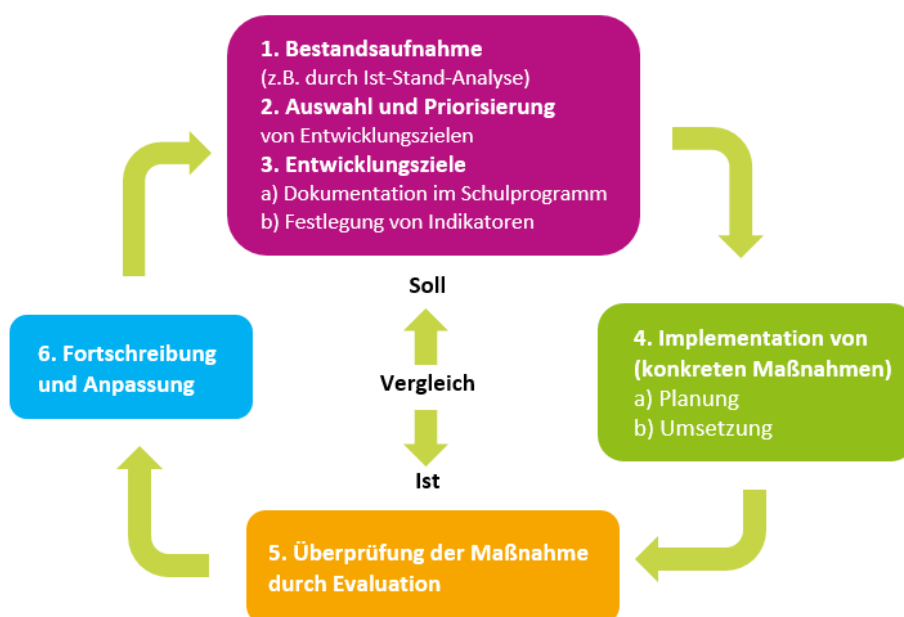 1. Bestandsaufnahme
(z.B. durch Ist-Stand-Analyse)
2. Auswahl und Priorisierung
von Entwicklungszielen
3. Entwicklungsziele
a) Dokumentation im Schulprogramm
b) Festlegung von Indikatoren
Soll
Vergleich
Ist
4. Implementation von
(konkreten Maßnahmen)
a) Planung
b) Umsetzung
5. Überprüfung der Maßnahme
durch Evaluation
6. Fortschreibung
und Anpassung